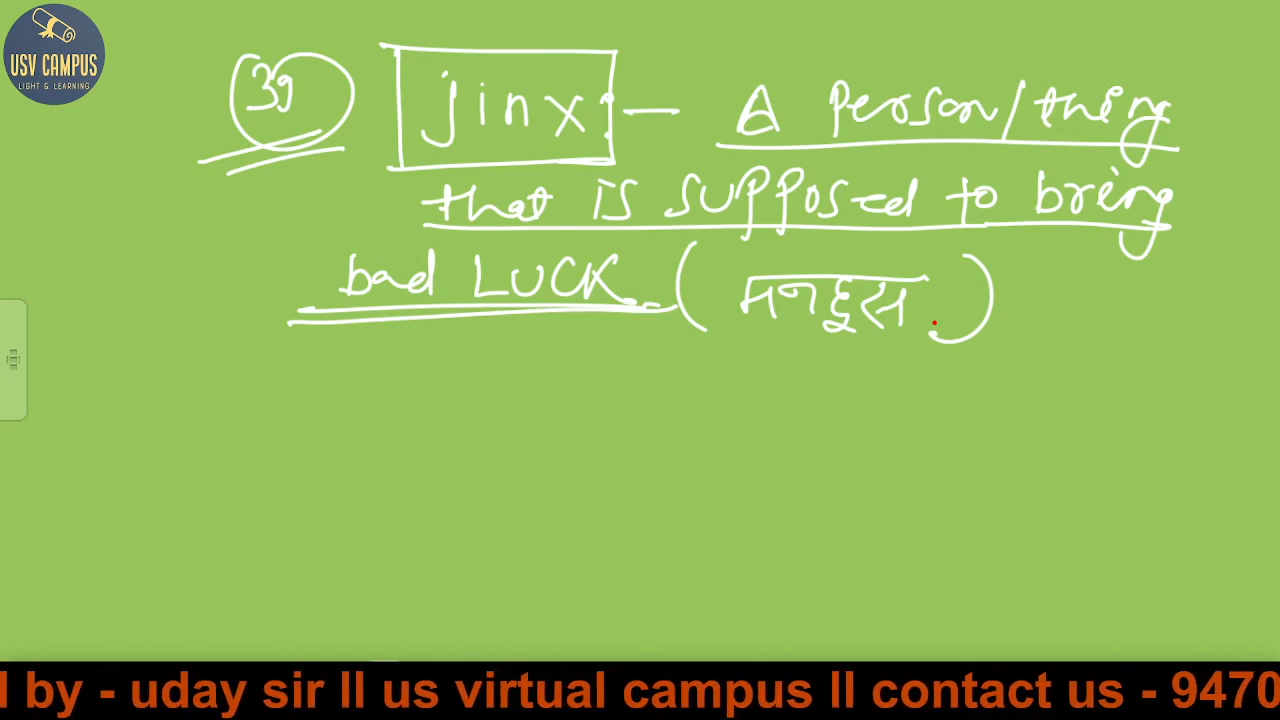 USV CAMPUS
LIGHT & LEARNING
39 jinx :- A person/thing
that is supposed to bring
bad LUCK. (मनहूस.)
l by - uday sir ll us virtual campus ll contact us - 9470